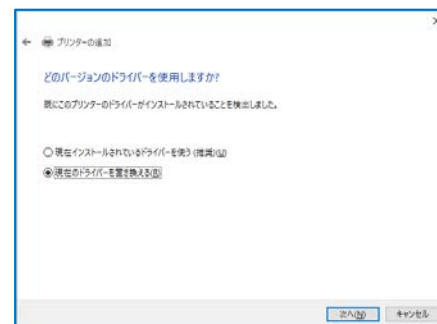 プリンターの追加
どのバージョンのドライバーを使用しますか?
既にこのプリンターのドライバーがインストールされていることを検出しました。
現在インストールされているドライバーを使う (推奨)(U)
現在のドライバーを置き換える(R)
次へ(N) キャンセル